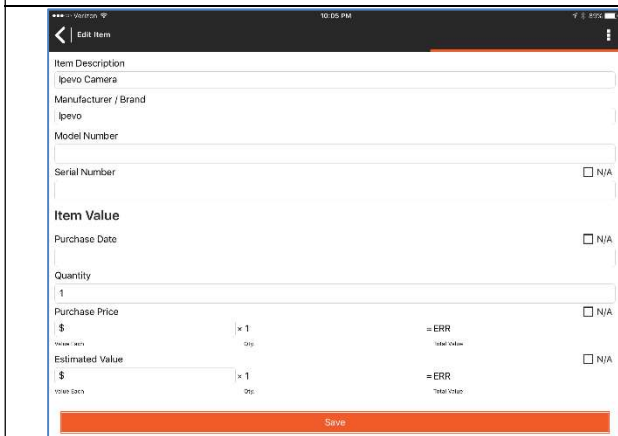 Verizon 10:05 PM 89%
Edit Item
Item Description
Ipevo Camera
Manufacturer / Brand
Ipevo
Model Number
Serial Number N/A
Item Value
Purchase Date N/A
Quantity
1
Purchase Price N/A
$ × 1 = ERR
Value Each Qty. Total Value
Estimated Value N/A
$ × 1 = ERR
Value Each Qty. Total Value
Save